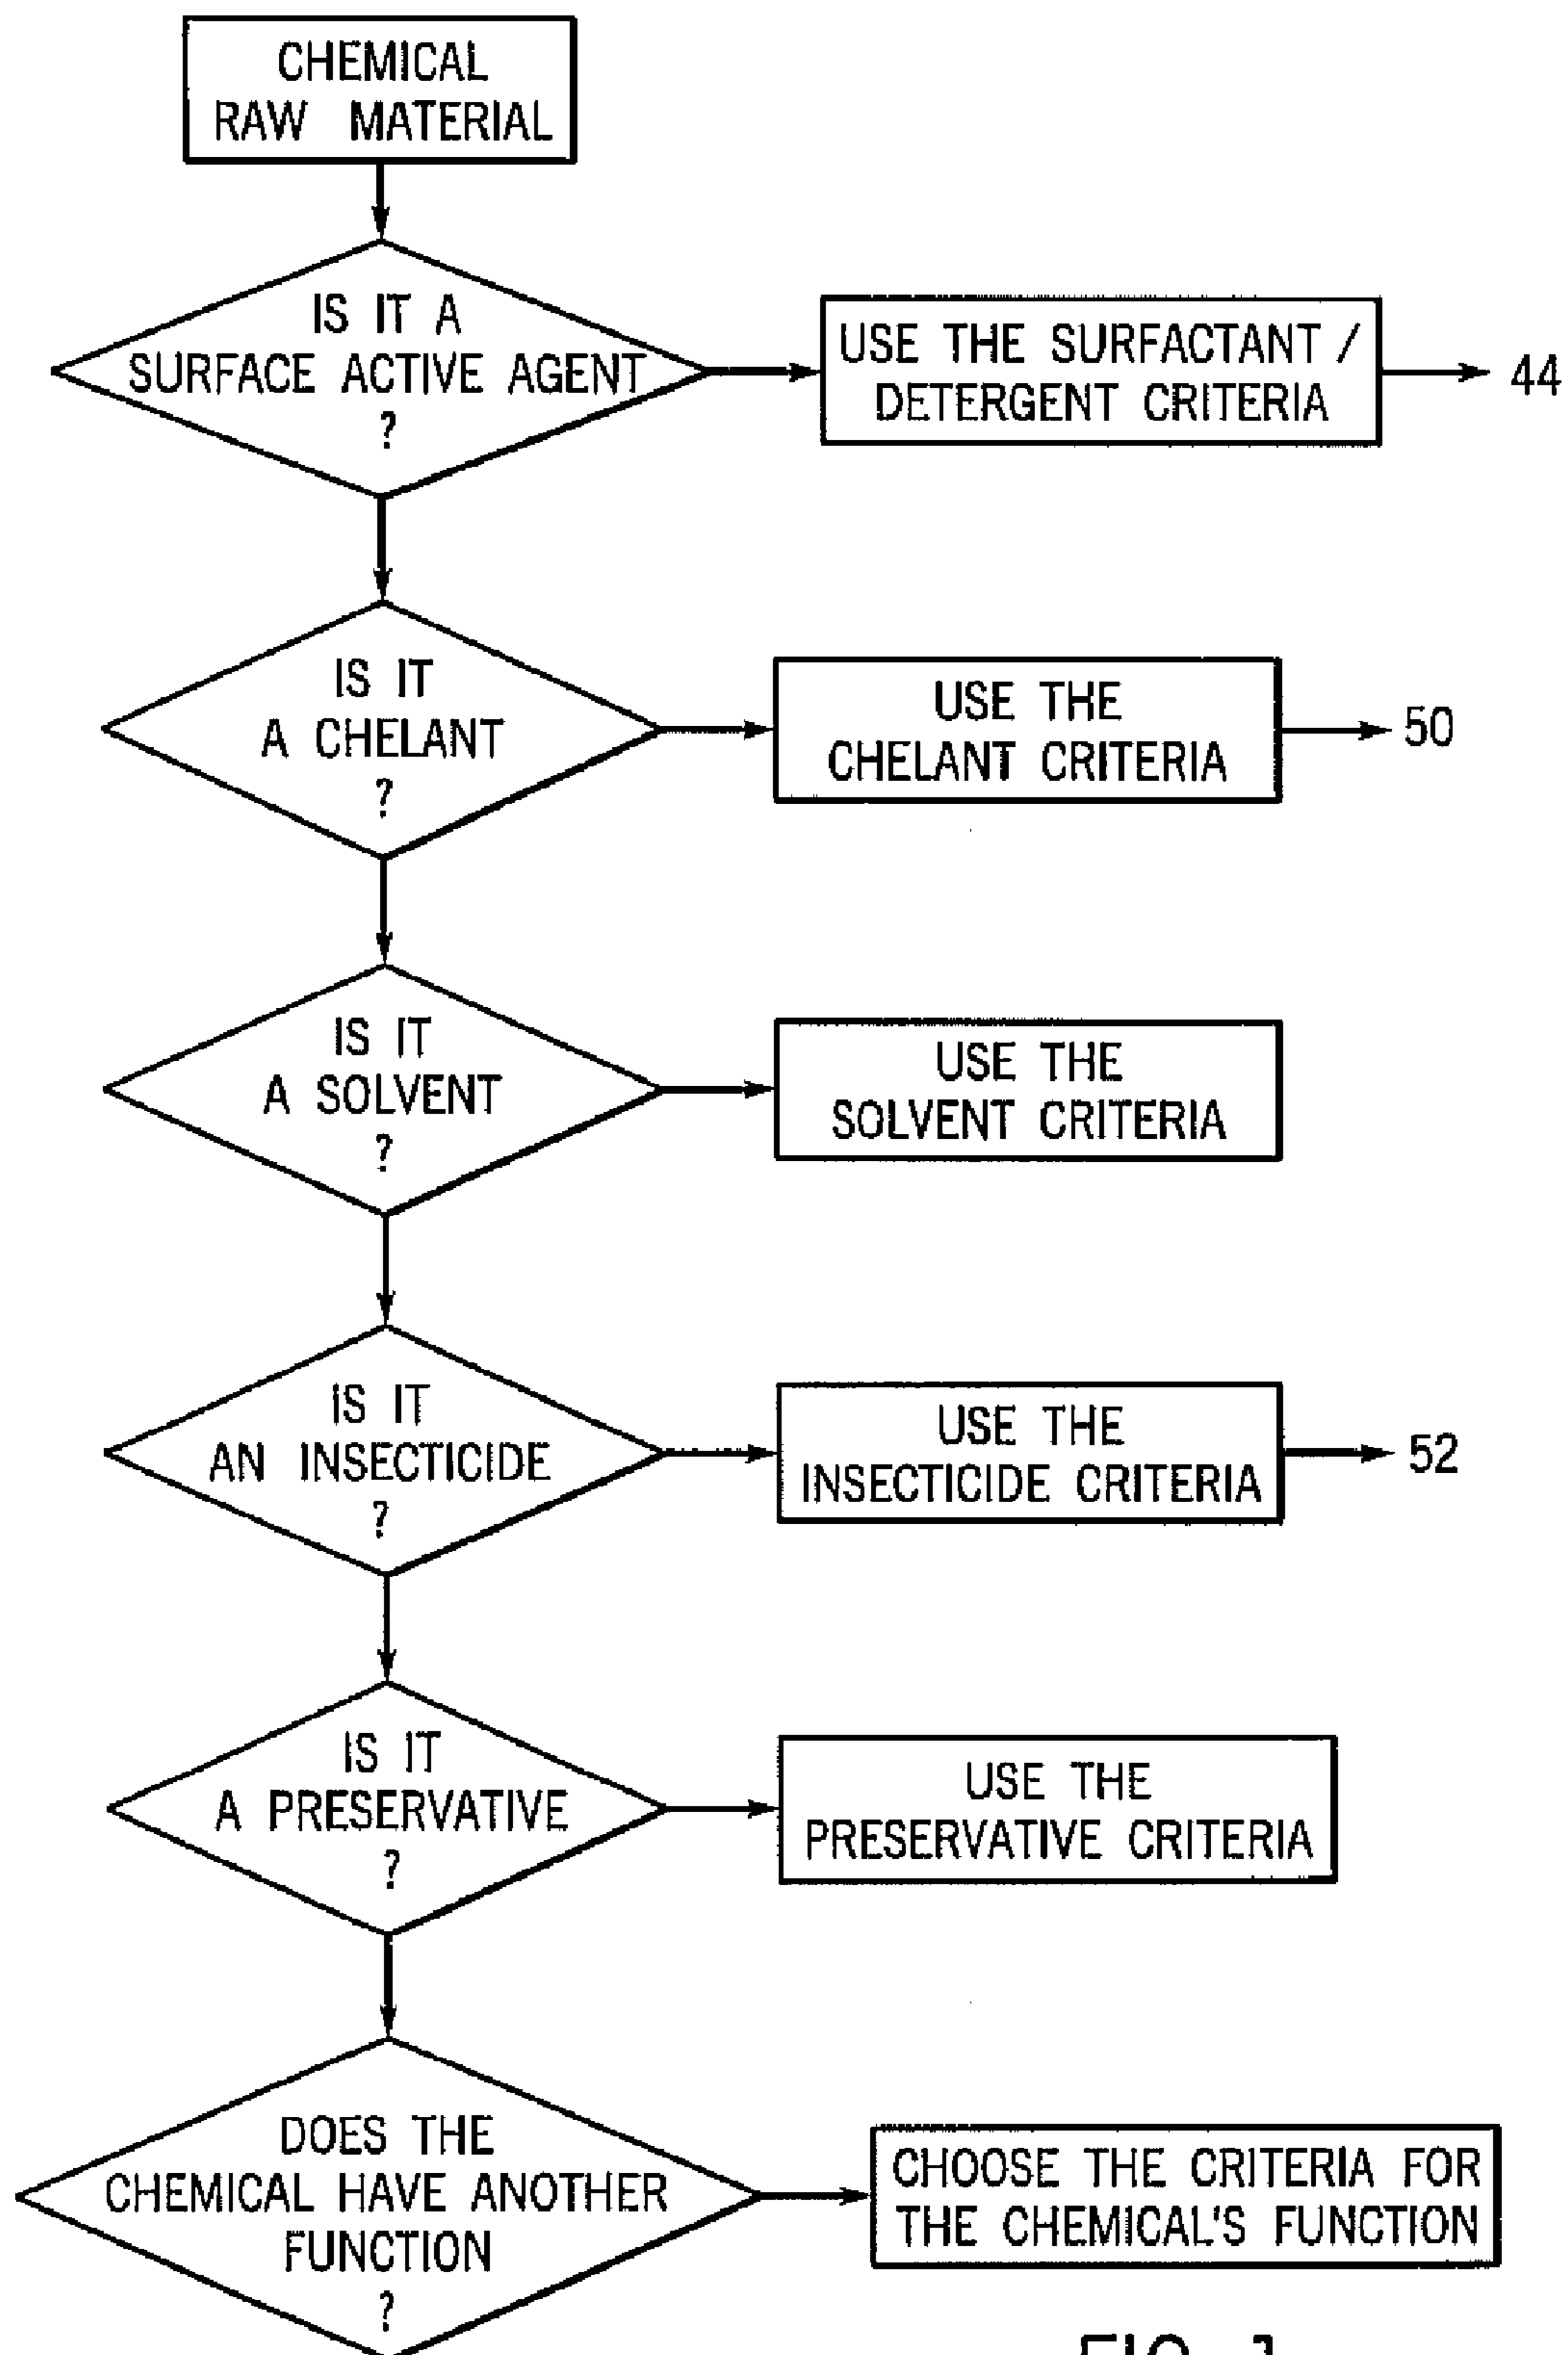 CHEMICAL
RAW MATERIAL
IS IT A
SURFACE ACTIVE AGENT
?
USE THE SURFACTANT /
DETERGENT CRITERIA
44
IS IT
A CHELANT
?
USE THE
CHELANT CRITERIA
50
IS IT
A SOLVENT
?
USE THE
SOLVENT CRITERIA
IS IT
AN INSECTICIDE
?
USE THE
INSECTICIDE CRITERIA
52
IS IT
A PRESERVATIVE
?
USE THE
PRESERVATIVE CRITERIA
DOES THE
CHEMICAL HAVE ANOTHER
FUNCTION
?
CHOOSE THE CRITERIA FOR
THE CHEMICAL'S FUNCTION